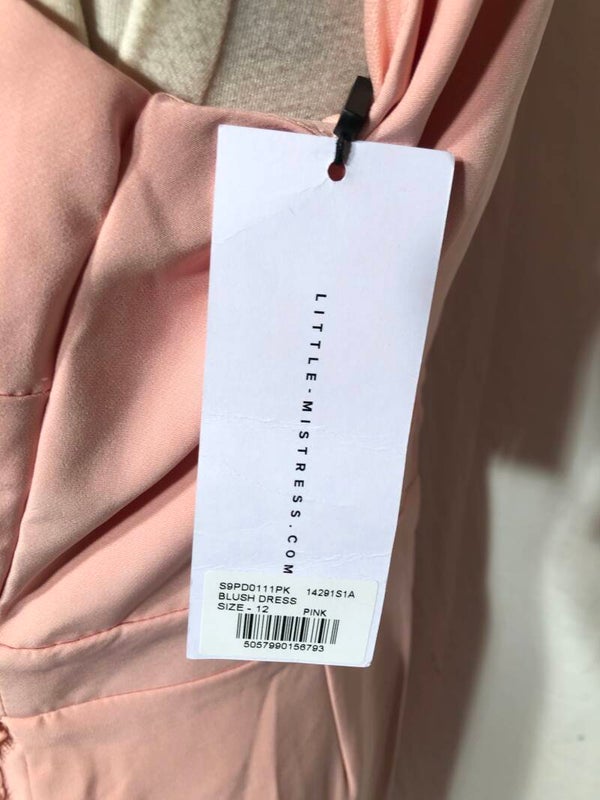 LITTLE-MISTRESS.COM
S9PD0111PK 14291S1A
BLUSH DRESS
SIZE - 12 PINK
5057990156793